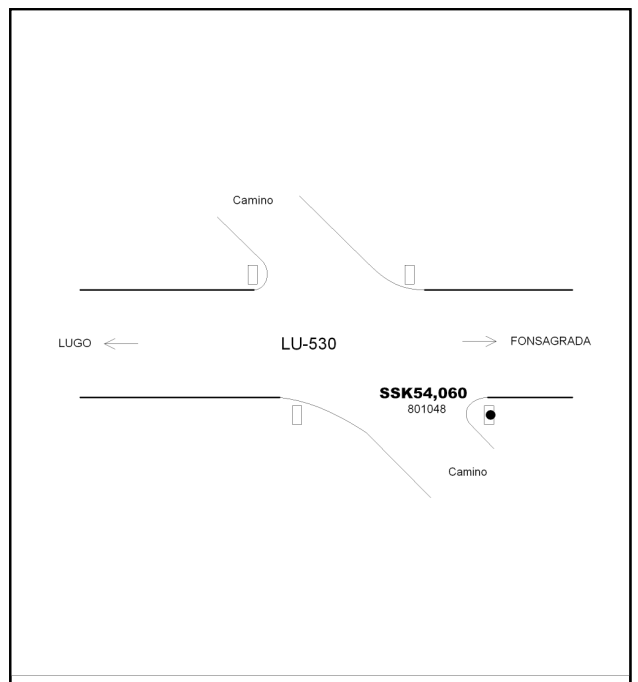 Camino
LUGO
LU-530
FONSAGRADA
SSK54,060
801048
Camino